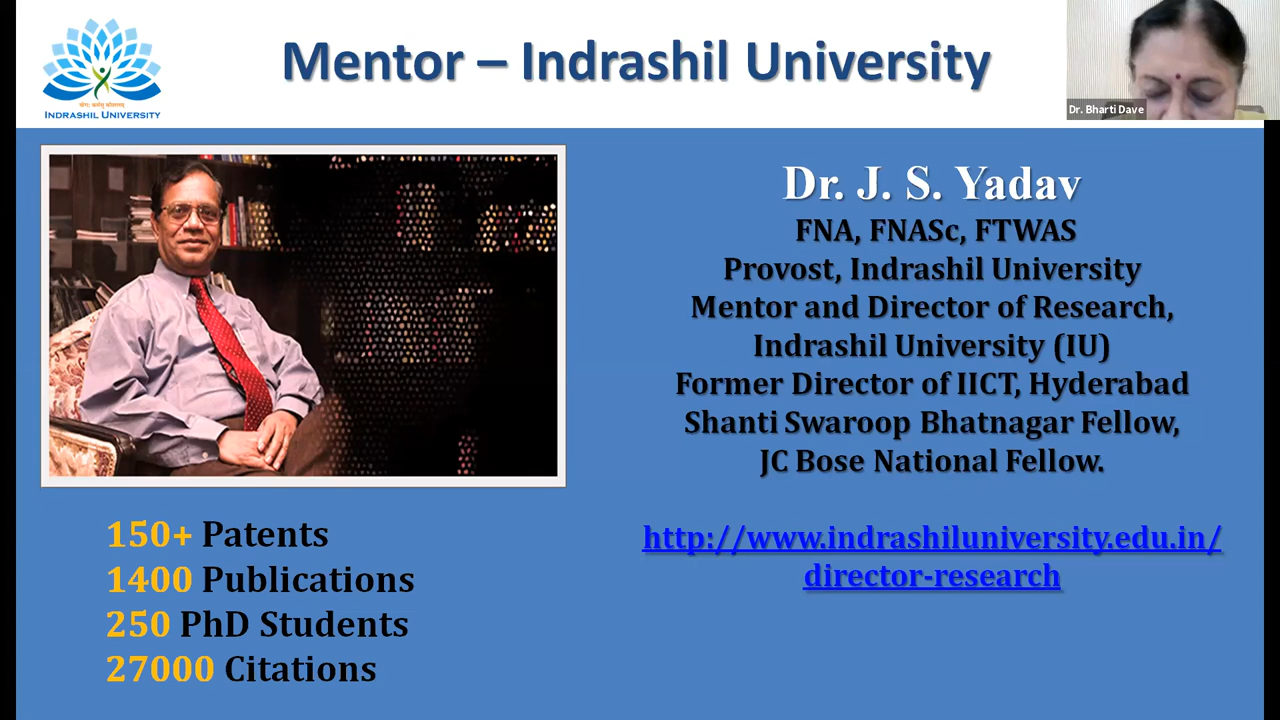 Mentor – Indrashil University
INDRASHIL UNIVERSITY
Dr. Bharti Dave
Dr. J. S. Yadav
FNA, FNASc, FTWAS
Provost, Indrashil University
Mentor and Director of Research,
Indrashil University (IU)
Former Director of IICT, Hyderabad
Shanti Swaroop Bhatnagar Fellow,
JC Bose National Fellow.
http://www.indrashiluniversity.edu.in/
director-research
150+ Patents
1400 Publications
250 PhD Students
27000 Citations